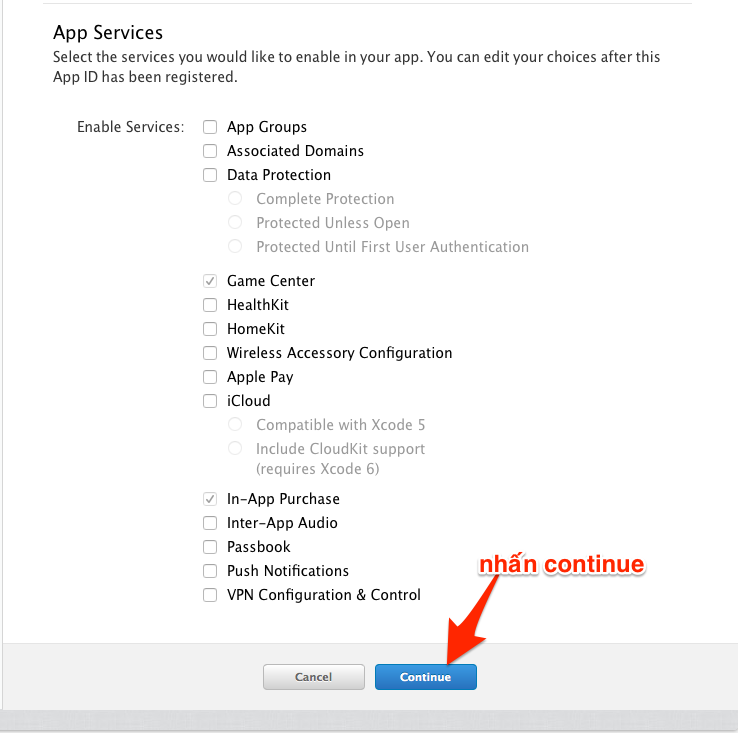 App Services
Select the services you would like to enable in your app. You can edit your choices after this
App ID has been registered.
Enable Services:
App Groups
Associated Domains
Data Protection
Complete Protection
Protected Unless Open
Protected Until First User Authentication
Game Center
HealthKit
HomeKit
Wireless Accessory Configuration
Apple Pay
iCloud
Compatible with Xcode 5
Include CloudKit support
(requires Xcode 6)
In-App Purchase
Inter-App Audio
Passbook
Push Notifications
VPN Configuration & Control
nhấn continue
Cancel
Continue